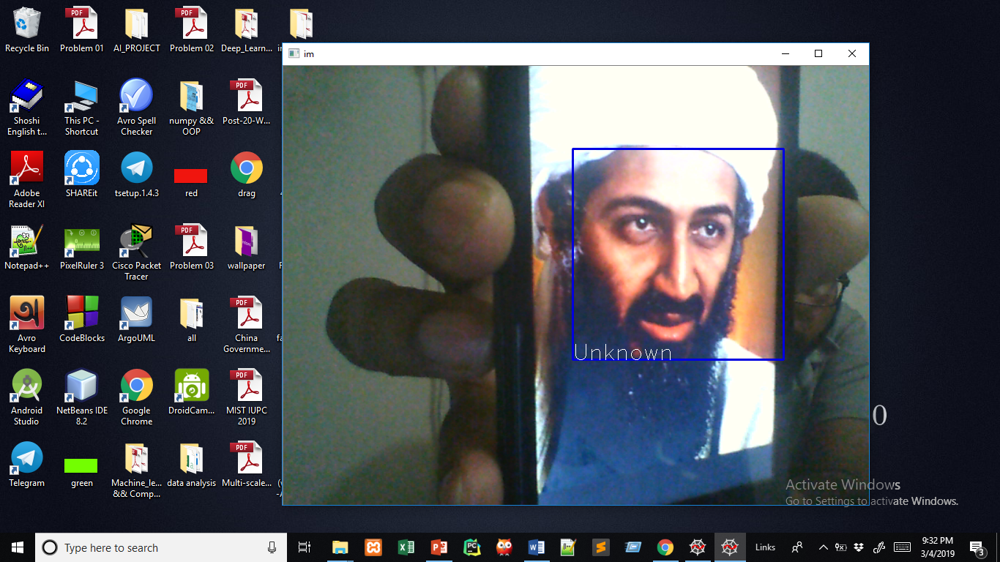 Recycle Bin
Problem 01
AI_PROJECT
Problem 02
Deep_Learn...
im
Shoshi
English t...
This PC -
Shortcut
Avro Spell
Checker
numpy &&
OOP
Post-20-W...
Adobe
Reader XI
SHAREit
tsetup.1.4.3
red
drag
Notepad++
PixelRuler 3
Cisco Packet
Tracer
Problem 03
wallpaper
Avro
Keyboard
CodeBlocks
ArgoUML
all
China
Governme...
Unknown
Android
Studio
NetBeans IDE
8.2
Google
Chrome
DroidCam...
MIST IUPC
2019
0
Telegram
green
Machine_le...
&& Comp...
data analysis
Multi-scale...
Activate Windows
Go to Settings to activate Windows.
Type here to search
Links
9:32 PM
3/4/2019
3